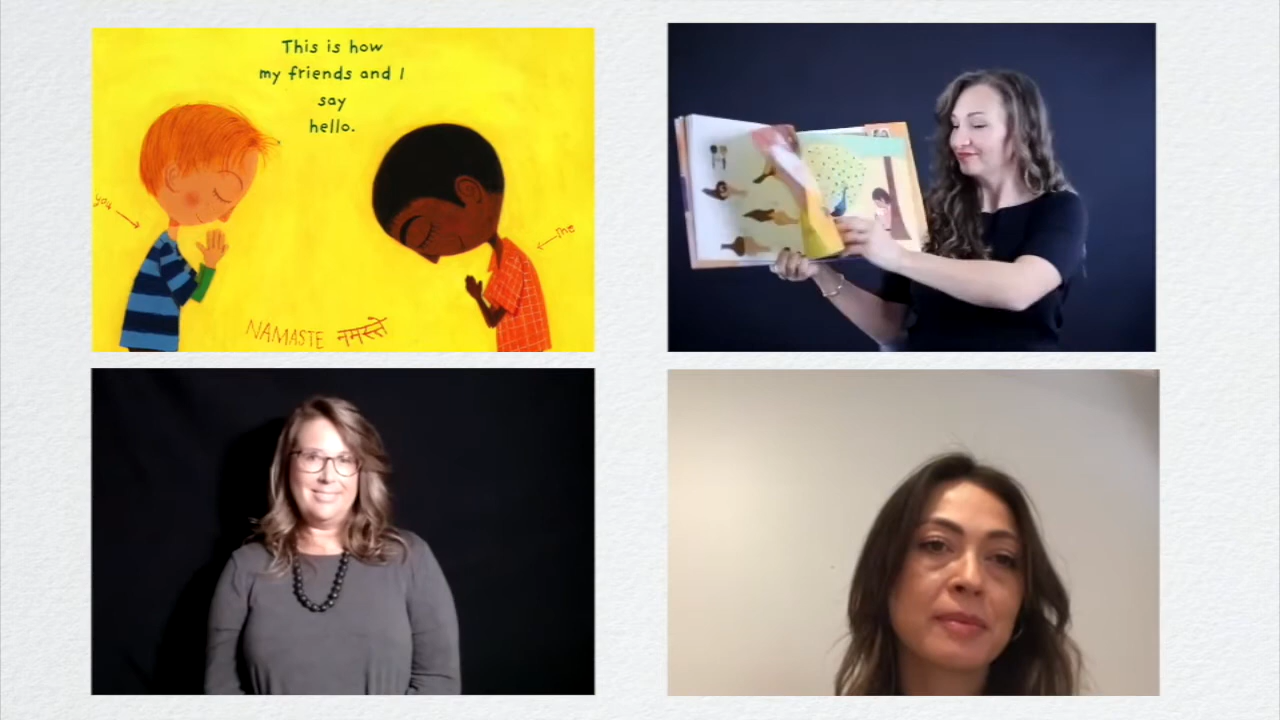 This is how
my friends and I
say
hello.
you
me
NAMASTE नमस्ते